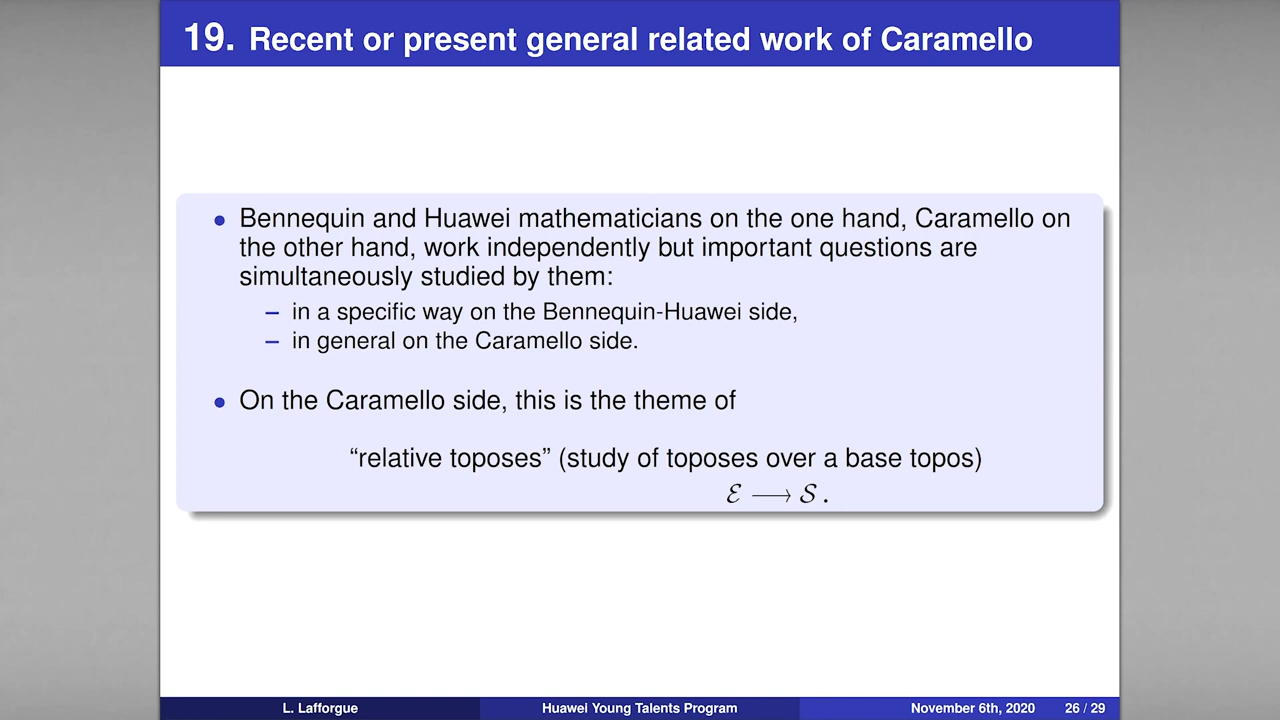 19. Recent or present general related work of Caramello
• Bennequin and Huawei mathematicians on the one hand, Caramello on
the other hand, work independently but important questions are
simultaneously studied by them:
– in a specific way on the Bennequin-Huawei side,
– in general on the Caramello side.
• On the Caramello side, this is the theme of
“relative toposes” (study of toposes over a base topos)
ℰ ⟶ 𝒮 .
L. Lafforgue Huawei Young Talents Program November 6th, 2020 26 / 29